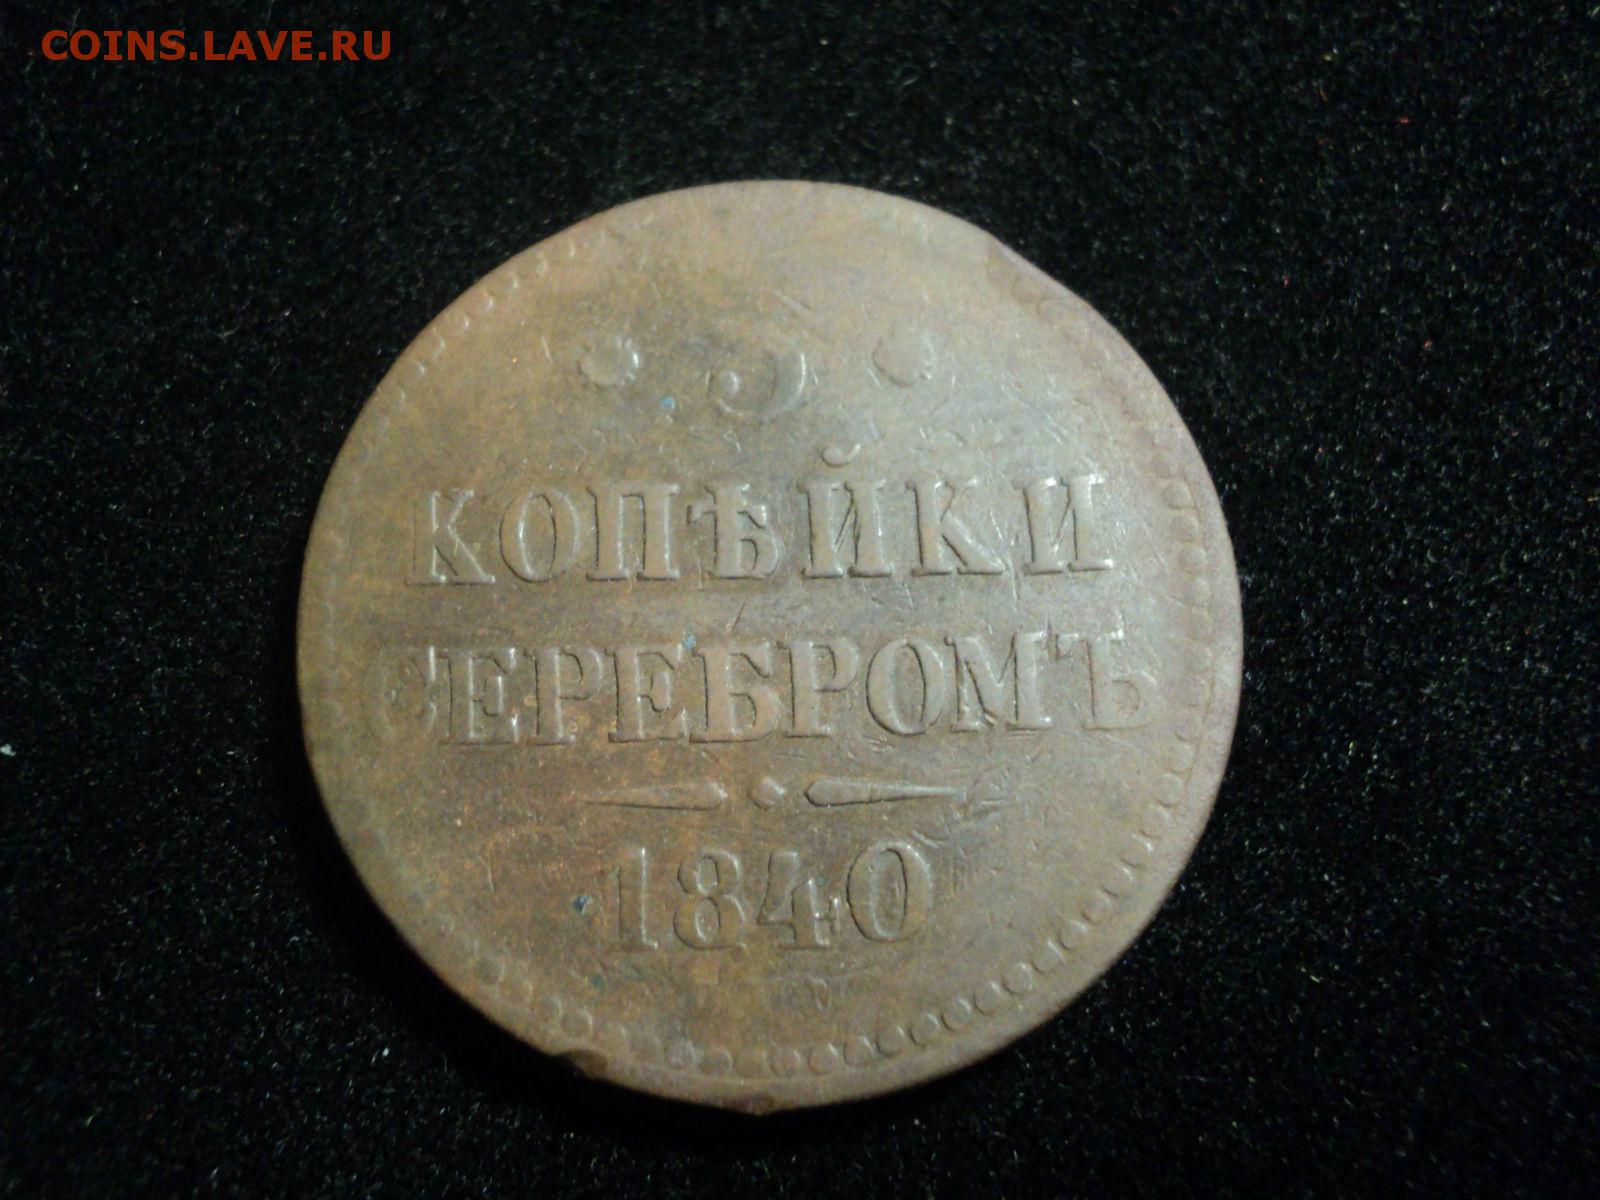 COINS.LAVE.RU
3
КОПѢЙКИ
СЕРЕБРОМЪ
1840